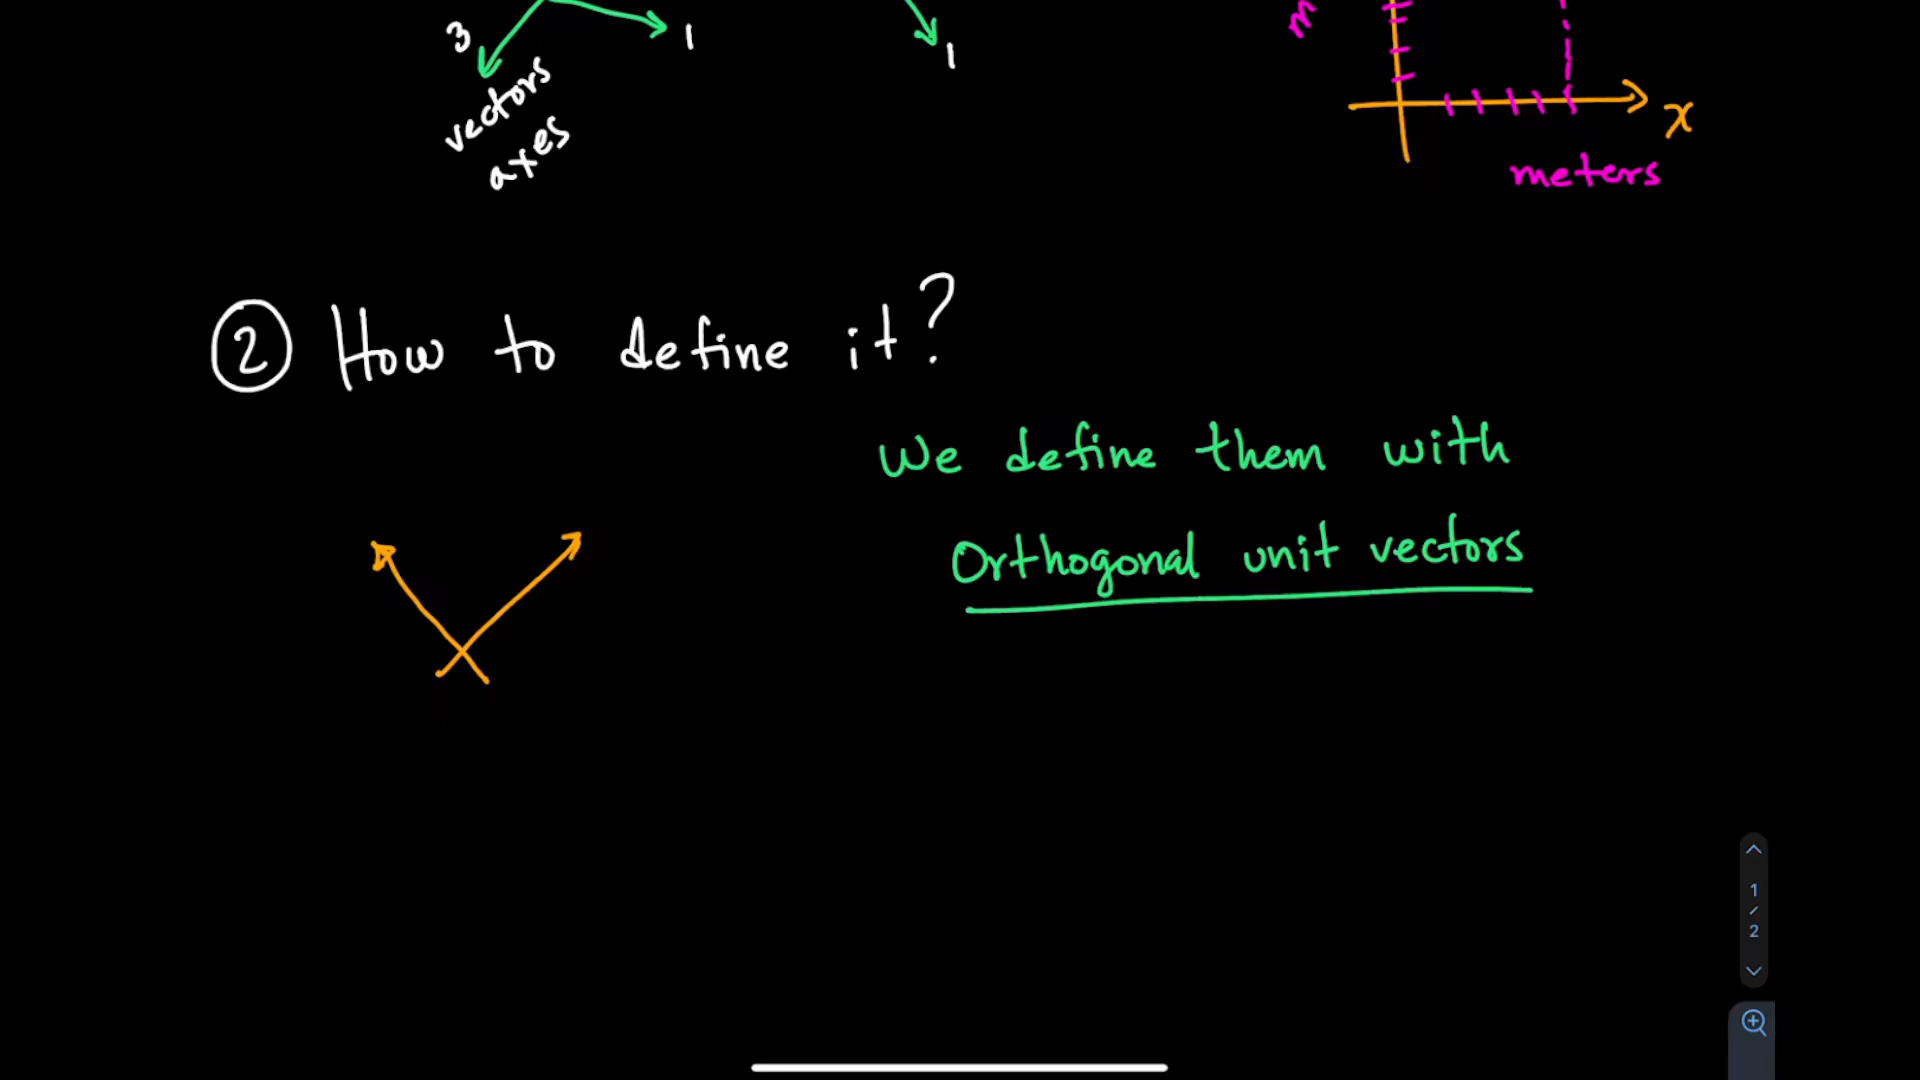 3
1
1
vectors
axes
m
x
meters
② How to define it?
We define them with
Orthogonal unit vectors
1
/
2